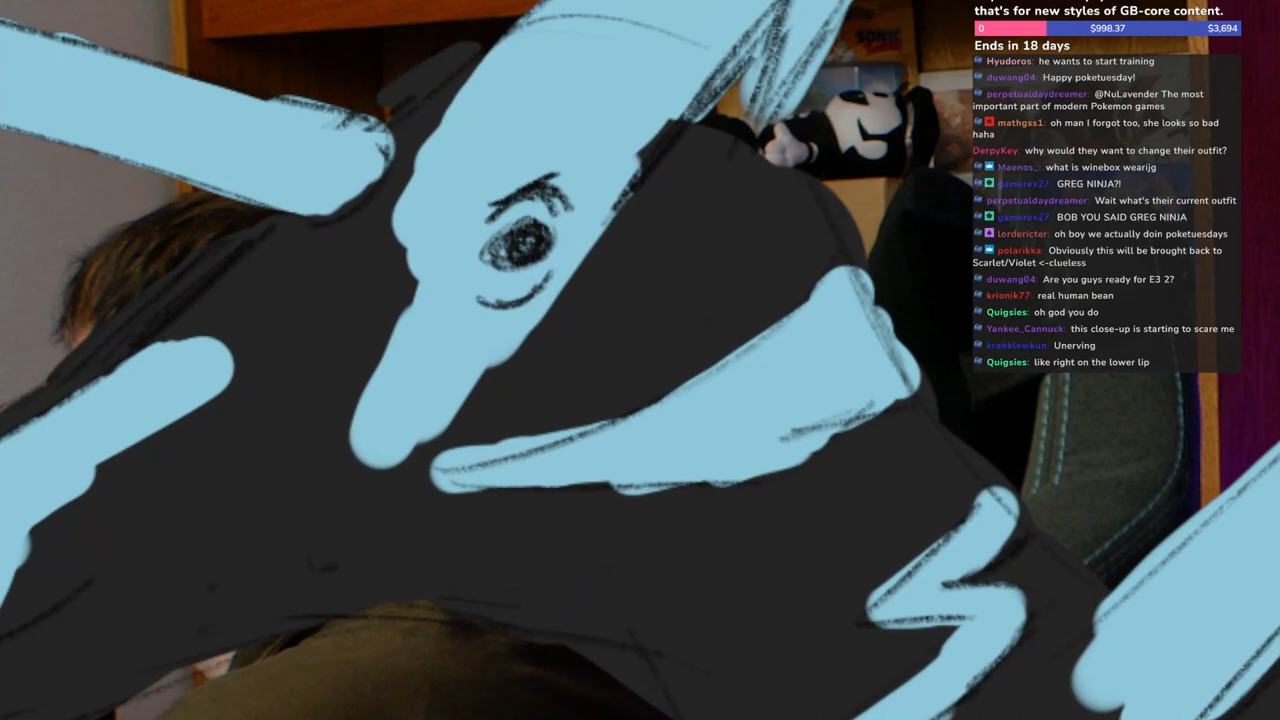 that's for new styles of GB-core content.
0 $998.37 $3,694
Ends in 18 days
SONIC
Hyudoros: he wants to start training
duwang04: Happy poketuesday!
perpetualdaydreamer: @NuLavender The most
important part of modern Pokemon games
mathgss1: oh man I forgot too, she looks so bad
haha
DerpyKey: why would they want to change their outfit?
Maenos_: what is winebox wearijg
gamerex27: GREG NINJA?!
perpetualdaydreamer: Wait what's their current outfit
gamerex27: BOB YOU SAID GREG NINJA
lordericter: oh boy we actually doin poketuesdays
polarikka: Obviously this will be brought back to
Scarlet/Violet <-clueless
duwang04: Are you guys ready for E3 2?
krionik77: real human bean
Quigsies: oh god you do
Yankee_Cannuck: this close-up is starting to scare me
krabklawkun: Unerving
Quigsies: like right on the lower lip